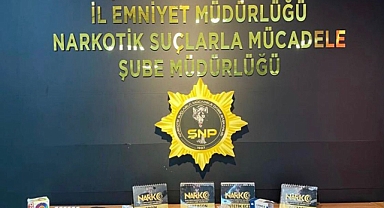 İL EMNİYET MÜDÜRLÜĞÜ
NARKOTİK SUÇLARLA MÜCADELE
ŞUBE MÜDÜRLÜĞÜ
ŞNP
NARKO NARKO NARKO NARKO